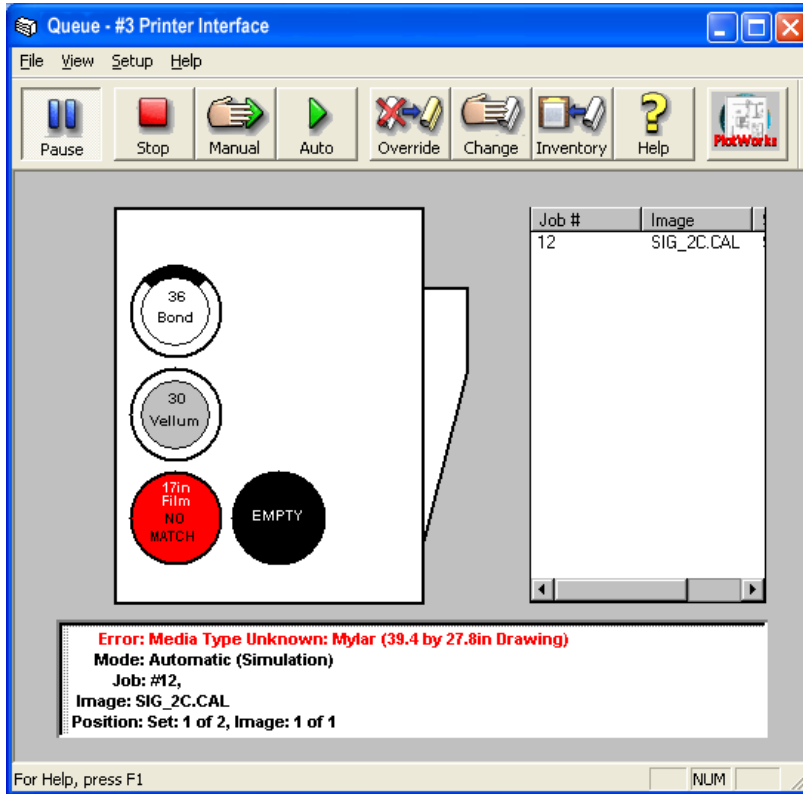 Queue - #3 Printer Interface
File View Setup Help
Pause Stop Manual Auto Override Change Inventory Help PlotWorks
Job # Image
12 SIG_2C.CAL
36
Bond
30
Vellum
17in
Film
NO
MATCH
EMPTY
Error: Media Type Unknown: Mylar (39.4 by 27.8in Drawing)
Mode: Automatic (Simulation)
Job: #12,
Image: SIG_2C.CAL
Position: Set: 1 of 2, Image: 1 of 1
For Help, press F1 NUM